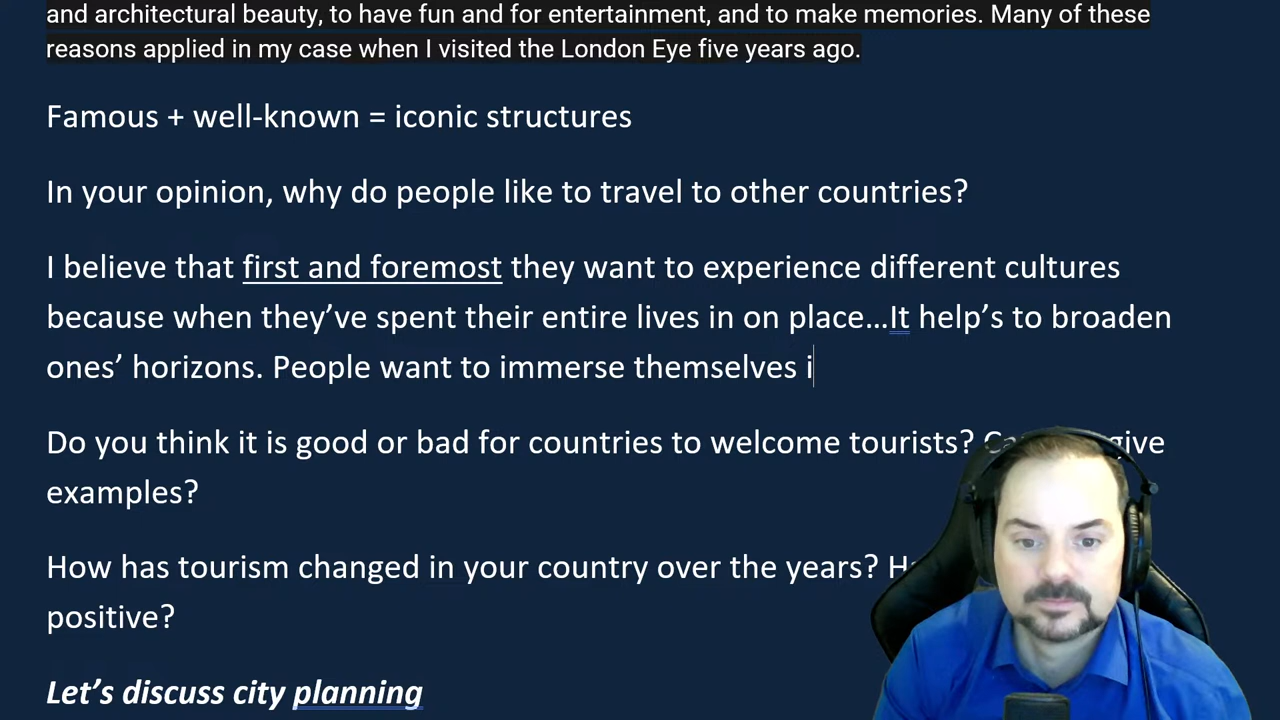 and architectural beauty, to have fun and for entertainment, and to make memories. Many of these
reasons applied in my case when I visited the London Eye five years ago.
Famous + well-known = iconic structures
In your opinion, why do people like to travel to other countries?
I believe that first and foremost they want to experience different cultures
because when they’ve spent their entire lives in on place…It help’s to broaden
ones’ horizons. People want to immerse themselves i
Do you think it is good or bad for countries to welcome tourists? give
examples?
How has tourism changed in your country over the years?
positive?
Let’s discuss city planning